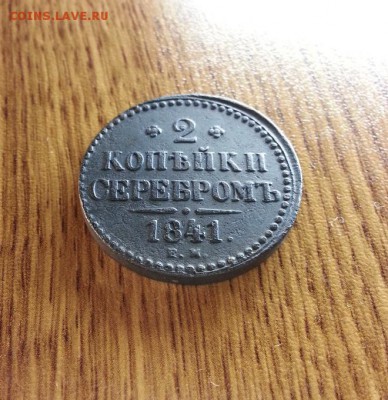 COINS.LAVE.RU
2
КОПѢЙКИ
СЕРЕБРОМЪ
1841.
Е.М.